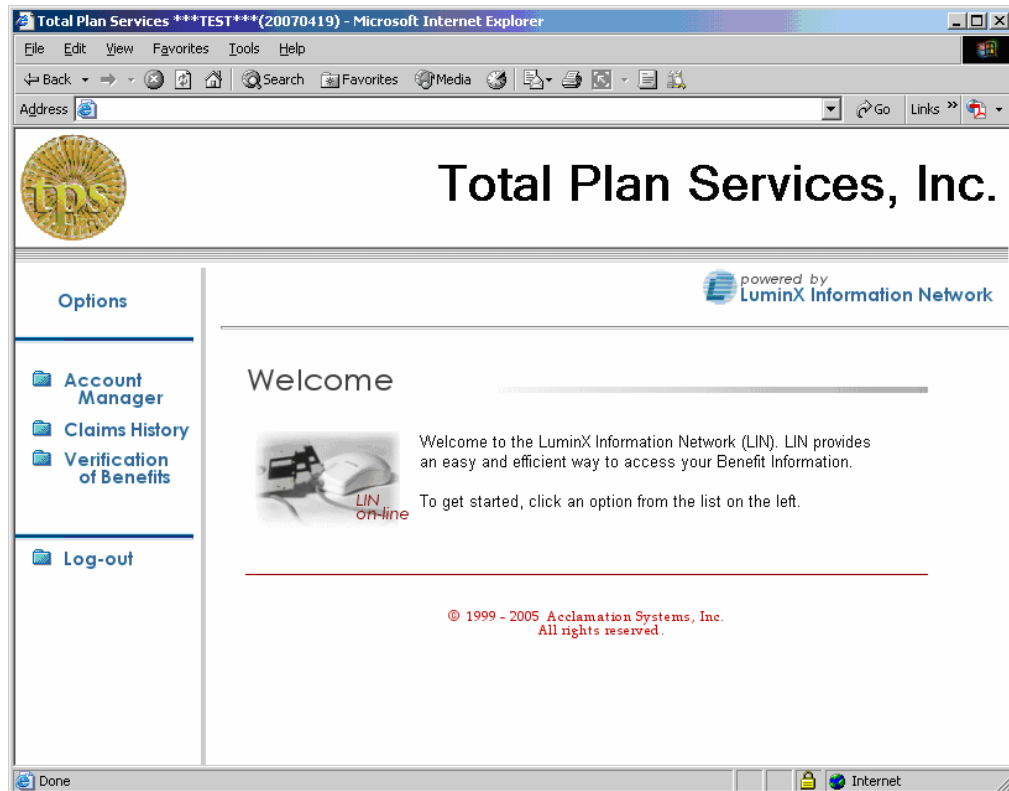 Total Plan Services ***TEST***(20070419) - Microsoft Internet Explorer
File Edit View Favorites Tools Help
Back Search Favorites Media
Address Go Links »
tps
Total Plan Services, Inc.
Options
powered by
LuminX Information Network
Account
Manager
Claims History
Verification
of Benefits
Log-out
Welcome
LIN
on-line
Welcome to the LuminX Information Network (LIN). LIN provides
an easy and efficient way to access your Benefit Information.
To get started, click an option from the list on the left.
© 1999 - 2005 Acclamation Systems, Inc.
All rights reserved.
Done Internet